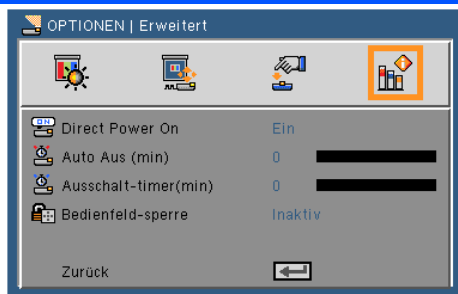 OPTIONEN | Erweitert
Direct Power On Ein
Auto Aus (min) 0
Ausschalt-timer(min) 0
Bedienfeld-sperre Inaktiv
Zurück